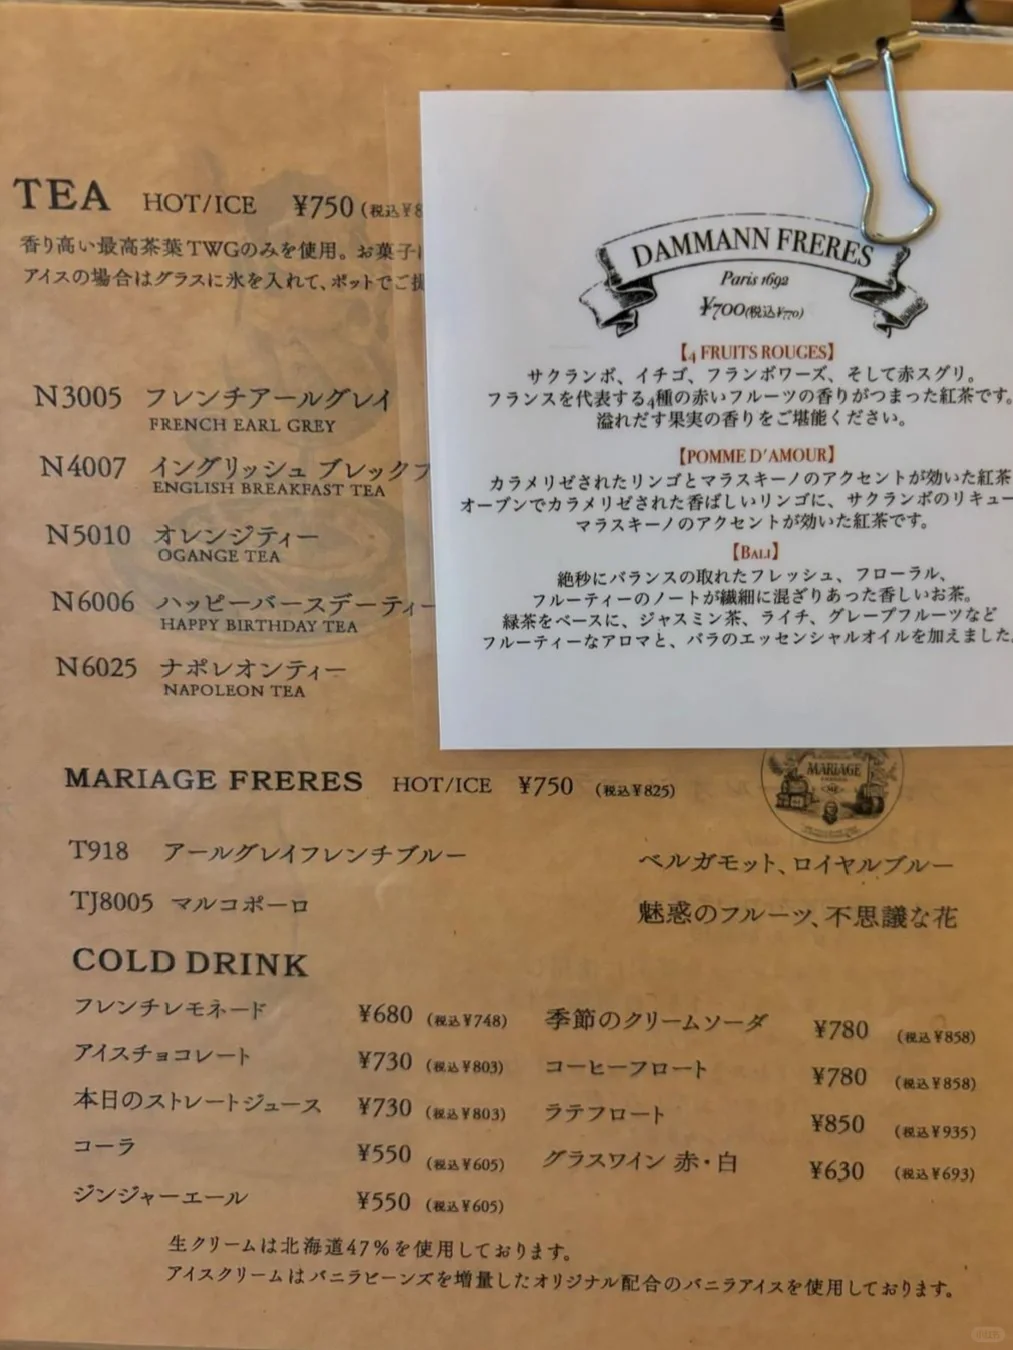 TEA HOT/ICE ¥750 (税込¥8
香り高い最高茶葉TWGのみを使用。お菓子に
アイスの場合はグラスに氷を入れて、ポットでご提
N3005 フレンチアールグレイ
FRENCH EARL GREY
N4007 イングリッシュ ブレックフ
ENGLISH BREAKFAST TEA
N5010 オレンジティー
OGANGE TEA
N6006 ハッピーバースデーティー
HAPPY BIRTHDAY TEA
N6025 ナポレオンティー
NAPOLEON TEA
DAMMANN FRERES
Paris 1692
¥700(税込¥770)
【4 FRUITS ROUGES】
サクランボ、イチゴ、フランボワーズ、そして赤スグリ。
フランスを代表する4種の赤いフルーツの香りがつまった紅茶です。
溢れだす果実の香りをご堪能ください。
【POMME D'AMOUR】
カラメリゼされたリンゴとマラスキーノのアクセントが効いた紅茶
オーブンでカラメリゼされた香ばしいリンゴに、サクランボのリキュー
マラスキーノのアクセントが効いた紅茶です。
【BALI】
絶秒にバランスの取れたフレッシュ、フローラル、
フルーティーのノートが繊細に混ざりあった香しいお茶。
緑茶をベースに、ジャスミン茶、ライチ、グレープフルーツなど
フルーティーなアロマと、バラのエッセンシャルオイルを加えました。
MARIAGE FRERES HOT/ICE ¥750 (税込¥825)
MARIAGE
T918 アールグレイフレンチブルー ベルガモット、ロイヤルブルー
TJ8005 マルコポーロ 魅惑のフルーツ、不思議な花
COLD DRINK
フレンチレモネード ¥680 (税込¥748) 季節のクリームソーダ ¥780 (税込¥858)
アイスチョコレート ¥730 (税込¥803) コーヒーフロート ¥780 (税込¥858)
本日のストレートジュース ¥730 (税込¥803) ラテフロート ¥850 (税込¥935)
コーラ ¥550 (税込¥605) グラスワイン 赤・白 ¥630 (税込¥693)
ジンジャーエール ¥550 (税込¥605)
生クリームは北海道47%を使用しております。
アイスクリームはバニラビーンズを増量したオリジナル配合のバニラアイスを使用しております。
小红书